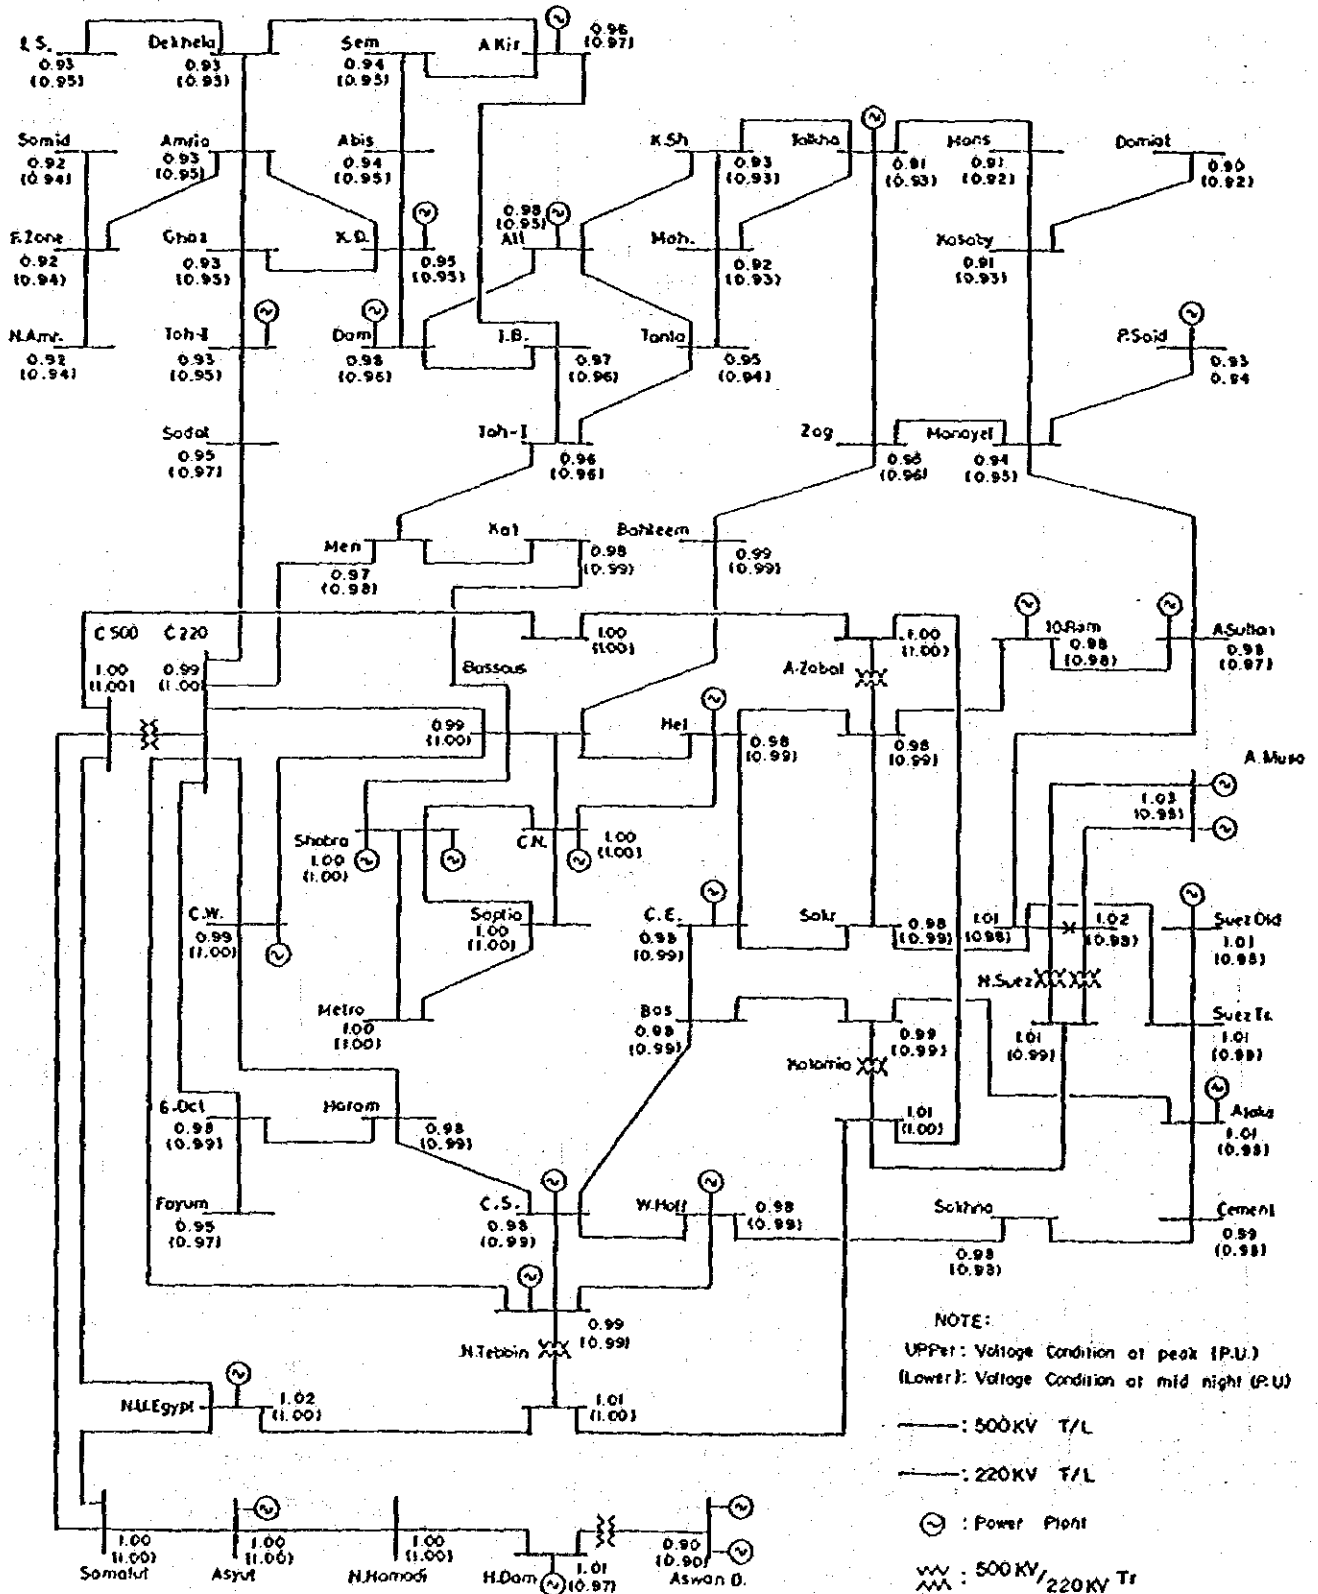 0.96
I.S.
Dekhela
Sem
A.Kir
(0.97)
0.93
0.93
0.94
(0.95)
(0.95)
(0.95)
Somid
Amria
Abis
K.Sh
Talkha
Mans
Damiat
0.92
0.93
0.94
0.93
0.91
0.91
0.90
(0.94)
(0.95)
(0.95)
(0.93)
(0.93)
(0.92)
(0.92)
0.98
(0.95)
F.Zone
Ghaz
K.D.
Atf
Mah.
Kasaby
0.92
0.93
0.95
0.92
0.91
(0.94)
(0.95)
(0.95)
(0.93)
(0.93)
N.Amr.
Tah-II
Dam
I.B.
Tanta
P.Said
0.92
0.93
0.98
0.97
0.95
0.93
(0.94)
(0.95)
(0.96)
(0.96)
(0.94)
0.94
Sadat
Tah-I
Zag
Manayef
0.95
0.96
0.94
(0.97)
(0.96)
(0.96)
(0.95)
Men
Kal
Bahteem
0.97
0.98
0.99
(0.98)
(0.99)
(0.99)
C 500
C 220
1.00
1.00
10.Ram
A.Sultan
1.00
0.99
(1.00)
(1.00)
0.98
0.98
(1.00)
(1.00)
Bassous
A.Zabal
(0.98)
(0.97)
0.99
Hel
0.98
0.98
A.Musa
(1.00)
(0.99)
(0.99)
1.03
(0.98)
Shobra
C.N.
1.00
1.00
(1.00)
(1.00)
C.W.
Saptia
C.E.
Sakr
0.98
1.01
1.02
Suez Old
0.99
1.00
0.98
(0.99)
(0.98)
(0.98)
1.01
(1.00)
(1.00)
(0.99)
(0.98)
N.Suez
Metro
Bas
Suez Tr.
1.00
0.98
0.99
1.01
1.01
(1.00)
(0.99)
(0.99)
(0.99)
(0.98)
Katamia
6-Oct
Haram
Ataka
0.98
0.98
1.01
1.01
(0.99)
(0.99)
(1.00)
(0.98)
Fayum
C.S.
W.Hoff
0.98
Sokhna
Cement
0.95
0.98
(0.99)
0.99
(0.97)
(0.99)
0.98
(0.98)
(0.98)
0.99
(0.99)
N.Tebbin
NOTE:
UPPer: Voltage Condition at peak (P.U.)
(Lower): Voltage Condition at mid night (P.U)
N.U.Egypt
1.02
1.01
(1.00)
(1.00)
: 500KV T/L
: 220KV T/L
: Power Plant
1.00
1.00
1.00
1.01
0.90
(1.00)
(1.00)
(1.00)
(0.97)
(0.90)
Samalut
Asyut
N.Hamadi
H.Dam
Aswan D.
: 500KV/220KV Tr